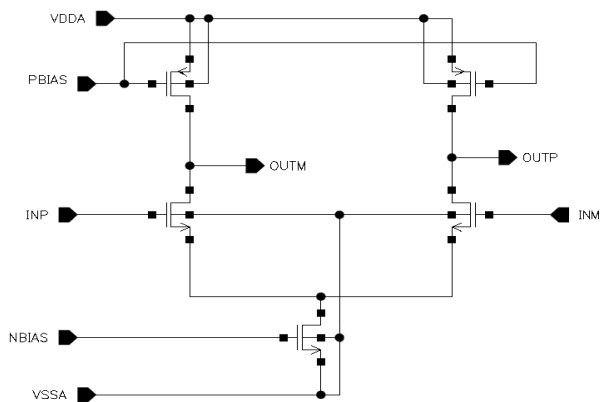 VDDA
PBIAS
OUTM
OUTP
INP
INM
NBIAS
VSSA